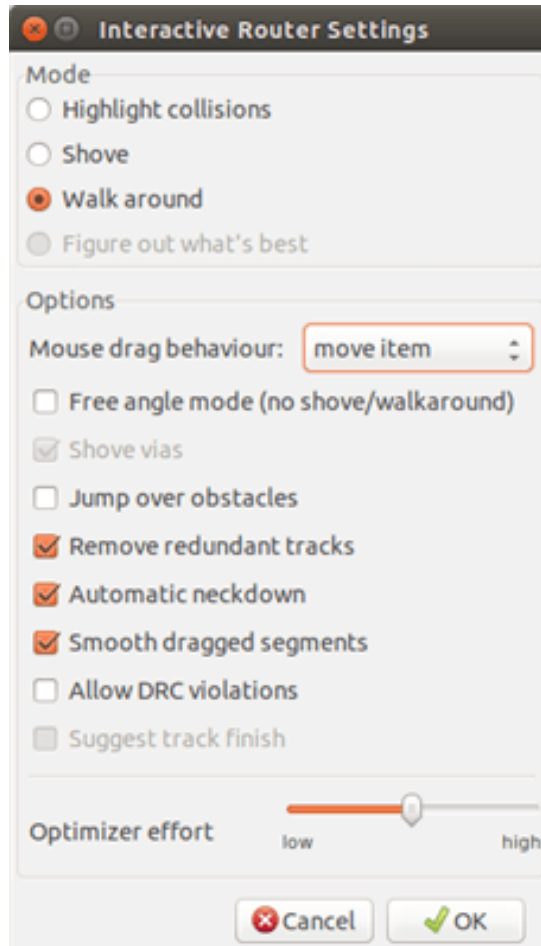 Interactive Router Settings
Mode
Highlight collisions
Shove
Walk around
Figure out what's best
Options
Mouse drag behaviour: move item
Free angle mode (no shove/walkaround)
Shove vias
Jump over obstacles
Remove redundant tracks
Automatic neckdown
Smooth dragged segments
Allow DRC violations
Suggest track finish
Optimizer effort
low high
Cancel OK